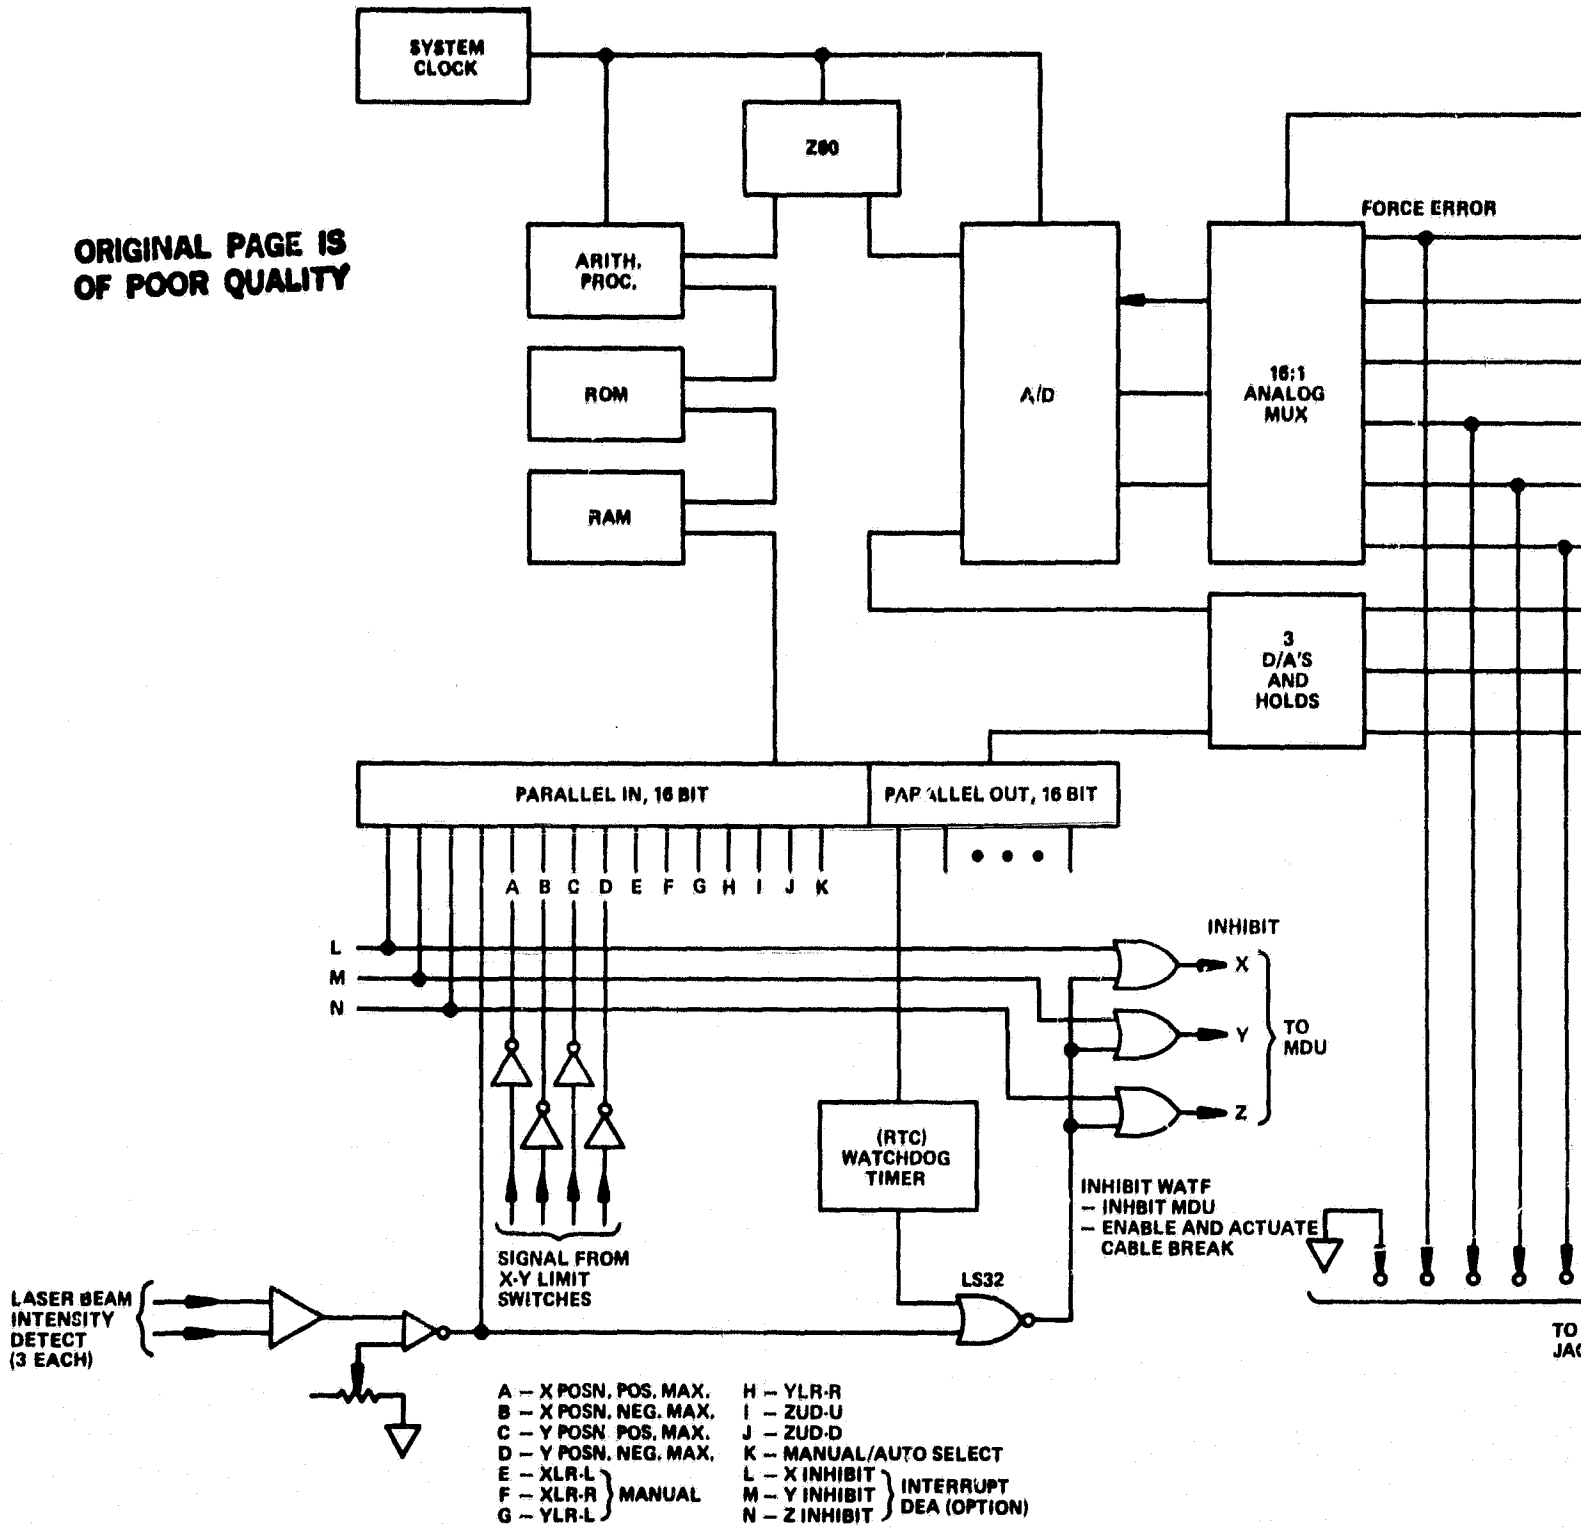 SYSTEM
CLOCK
Z80
FORCE ERROR
ORIGINAL PAGE IS
OF POOR QUALITY
ARITH.
PROC.
ROM
RAM
A/D
16:1
ANALOG
MUX
3
D/A'S
AND
HOLDS
PARALLEL IN, 16 BIT
PARALLEL OUT, 16 BIT
A B C D E F G H I J K
L
M
N
INHIBIT
X
Y
Z
TO
MDU
(RTC)
WATCHDOG
TIMER
INHIBIT WATF
– INHBIT MDU
– ENABLE AND ACTUATE
CABLE BREAK
SIGNAL FROM
X-Y LIMIT
SWITCHES
LS32
LASER BEAM
INTENSITY
DETECT
(3 EACH)
TO
A – X POSN. POS. MAX.
B – X POSN. NEG. MAX.
C – Y POSN POS. MAX.
D – Y POSN. NEG. MAX.
E – XLR-L
F – XLR-R
G – YLR-L
MANUAL
H – YLR-R
I – ZUD-U
J – ZUD-D
K – MANUAL/AUTO SELECT
L – X INHIBIT
M – Y INHIBIT
N – Z INHIBIT
INTERRUPT
DEA (OPTION)